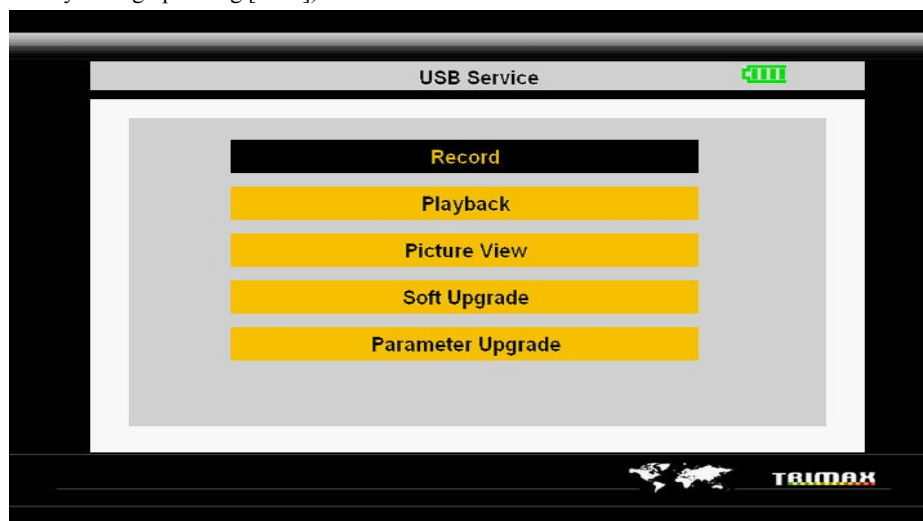 USB Service
Record
Playback
Picture View
Soft Upgrade
Parameter Upgrade
TRIMAX